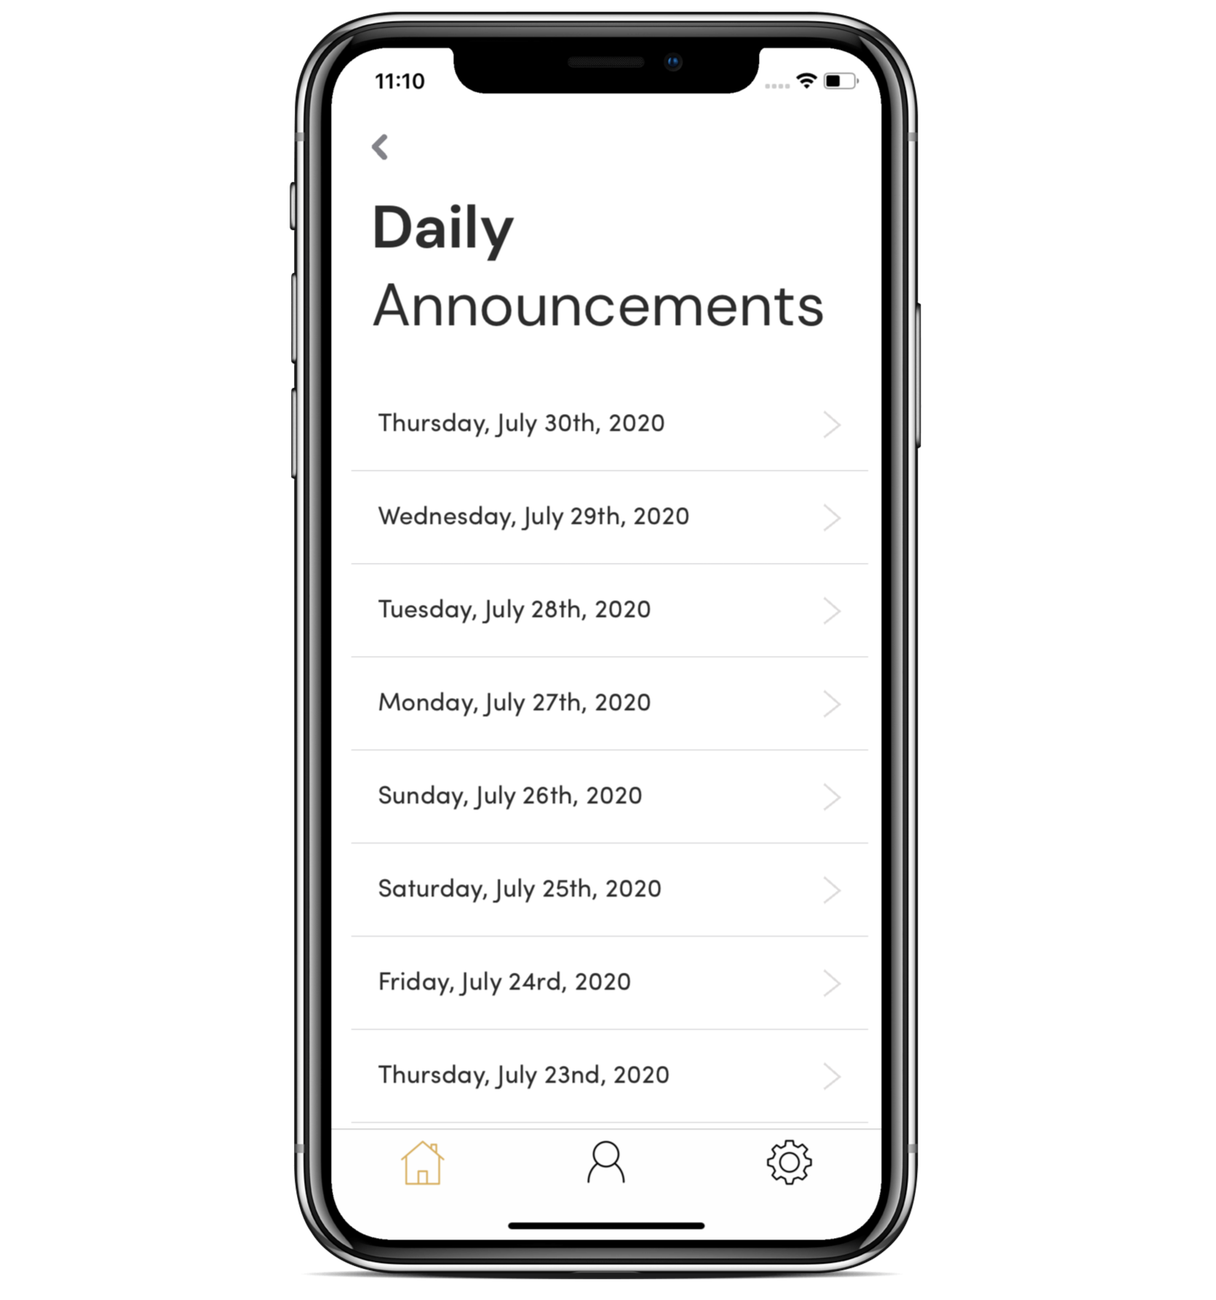 11:10
Daily
Announcements
Thursday, July 30th, 2020
Wednesday, July 29th, 2020
Tuesday, July 28th, 2020
Monday, July 27th, 2020
Sunday, July 26th, 2020
Saturday, July 25th, 2020
Friday, July 24rd, 2020
Thursday, July 23nd, 2020